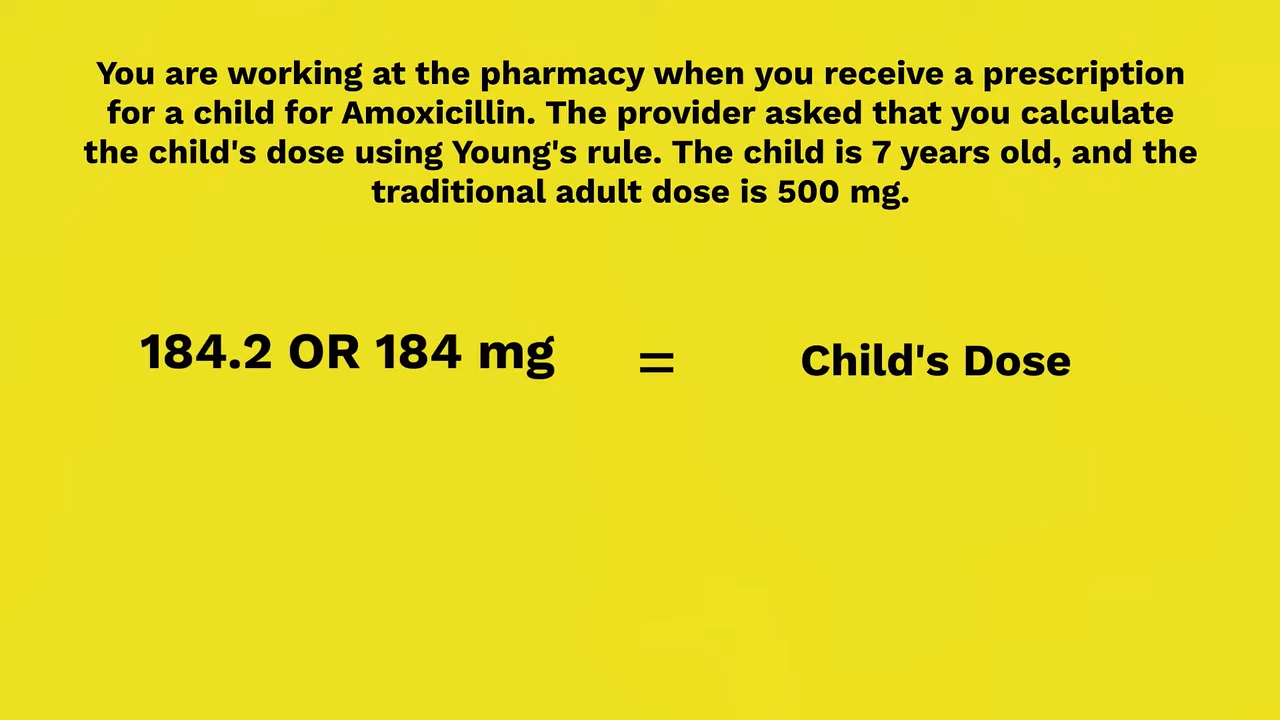 You are working at the pharmacy when you receive a prescription
for a child for Amoxicillin. The provider asked that you calculate
the child's dose using Young's rule. The child is 7 years old, and the
traditional adult dose is 500 mg.
184.2 OR 184 mg = Child's Dose